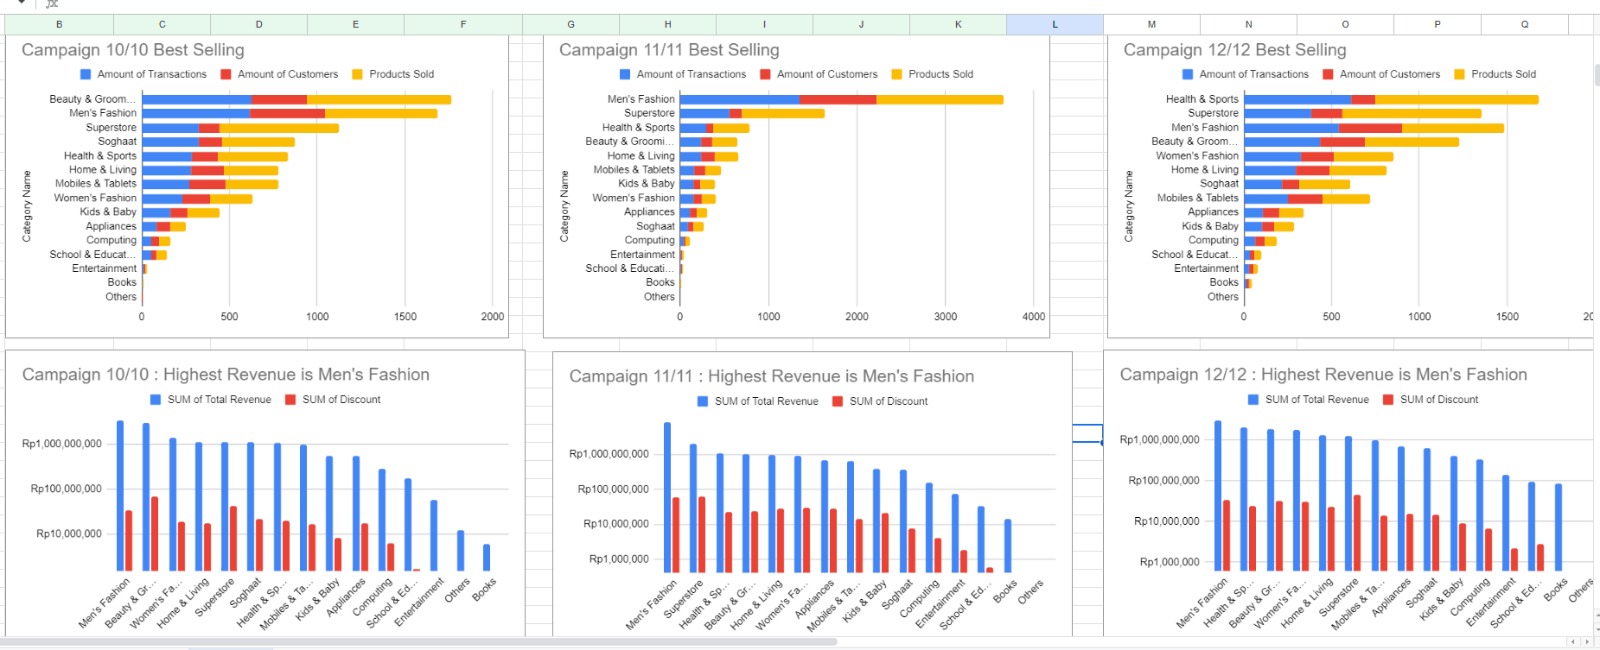 fx
B C D E F G H I J K L M N O P Q
Campaign 10/10 Best Selling
Amount of Transactions Amount of Customers Products Sold
Category Name
Beauty & Groom...
Men's Fashion
Superstore
Soghaat
Health & Sports
Home & Living
Mobiles & Tablets
Women's Fashion
Kids & Baby
Appliances
Computing
School & Educat...
Entertainment
Books
Others
0 500 1000 1500 2000
Campaign 11/11 Best Selling
Amount of Transactions Amount of Customers Products Sold
Category Name
Men's Fashion
Superstore
Health & Sports
Beauty & Groomi...
Home & Living
Mobiles & Tablets
Kids & Baby
Women's Fashion
Appliances
Soghaat
Computing
Entertainment
School & Educati...
Books
Others
0 1000 2000 3000 4000
Campaign 12/12 Best Selling
Amount of Transactions Amount of Customers Products Sold
Category Name
Health & Sports
Superstore
Men's Fashion
Beauty & Groom...
Women's Fashion
Home & Living
Soghaat
Mobiles & Tablets
Appliances
Kids & Baby
Computing
School & Educat...
Entertainment
Books
Others
0 500 1000 1500 20
Campaign 10/10 : Highest Revenue is Men's Fashion
SUM of Total Revenue SUM of Discount
Rp1,000,000,000
Rp100,000,000
Rp10,000,000
Men's Fashion
Beauty & Gr...
Women's Fa...
Home & Living
Superstore
Soghaat
Health & Sp...
Mobiles & Ta...
Kids & Baby
Appliances
Computing
School & Ed...
Entertainment
Others
Books
Campaign 11/11 : Highest Revenue is Men's Fashion
SUM of Total Revenue SUM of Discount
Rp1,000,000,000
Rp100,000,000
Rp10,000,000
Rp1,000,000
Men's Fashion
Superstore
Health & Sp...
Beauty & Gr...
Home & Living
Women's Fa...
Appliances
Mobiles & Ta...
Kids & Baby
Soghaat
Computing
Entertainment
School & Ed...
Books
Others
Campaign 12/12 : Highest Revenue is Men's Fashion
SUM of Total Revenue SUM of Discount
Rp1,000,000,000
Rp100,000,000
Rp10,000,000
Rp1,000,000
Men's Fashion
Health & Sp...
Beauty & Gr...
Women's Fa...
Home & Living
Superstore
Mobiles & Ta...
Appliances
Soghaat
Kids & Baby
Computing
Entertainment
School & Ed...
Books
Others